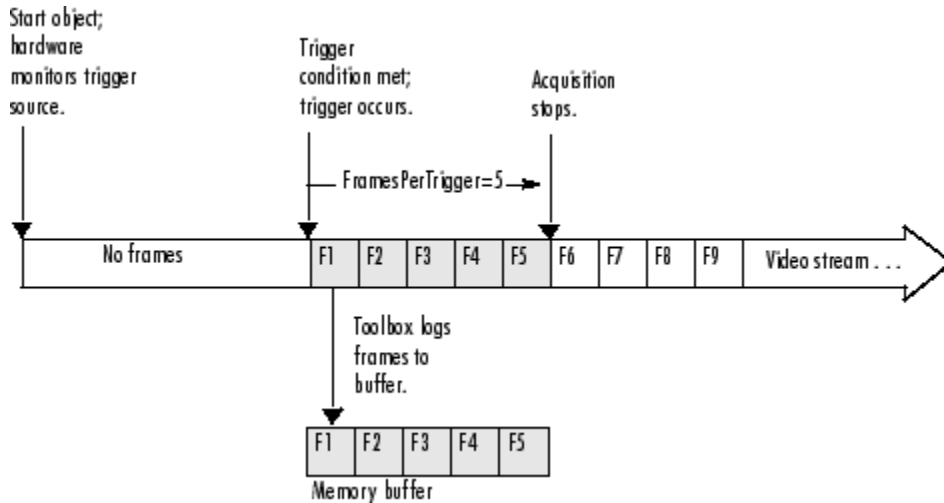 Start object;
hardware
monitors trigger
source.
Trigger
condition met;
trigger occurs.
Acquisition
stops.
FramesPerTrigger=5
No frames
F1 F2 F3 F4 F5 F6 F7 F8 F9 Video stream . . .
Toolbox logs
frames to
buffer.
F1 F2 F3 F4 F5
Memory buffer